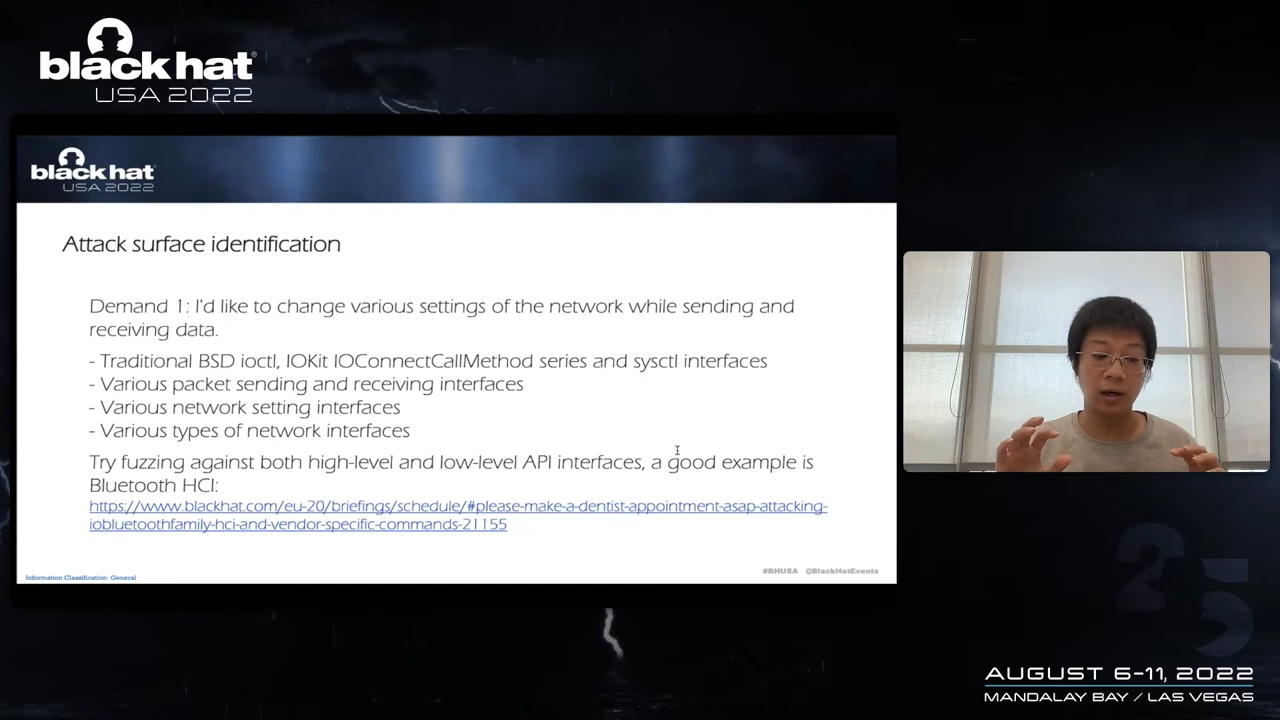 black hat®
USA 2022
black hat
USA 2022
Attack surface identification
Demand 1: I'd like to change various settings of the network while sending and
receiving data.
- Traditional BSD ioctl, IOKit IOConnectCallMethod series and sysctl interfaces
- Various packet sending and receiving interfaces
- Various network setting interfaces
- Various types of network interfaces
Try fuzzing against both high-level and low-level API interfaces, a good example is
Bluetooth HCI:
https://www.blackhat.com/eu-20/briefings/schedule/#please-make-a-dentist-appointment-asap-attacking-
iobluetoothfamily-hci-and-vendor-specific-commands-21155
Information Classification: General
#BHUSA @BlackHatEvents
25
AUGUST 6-11, 2022
MANDALAY BAY / LAS VEGAS